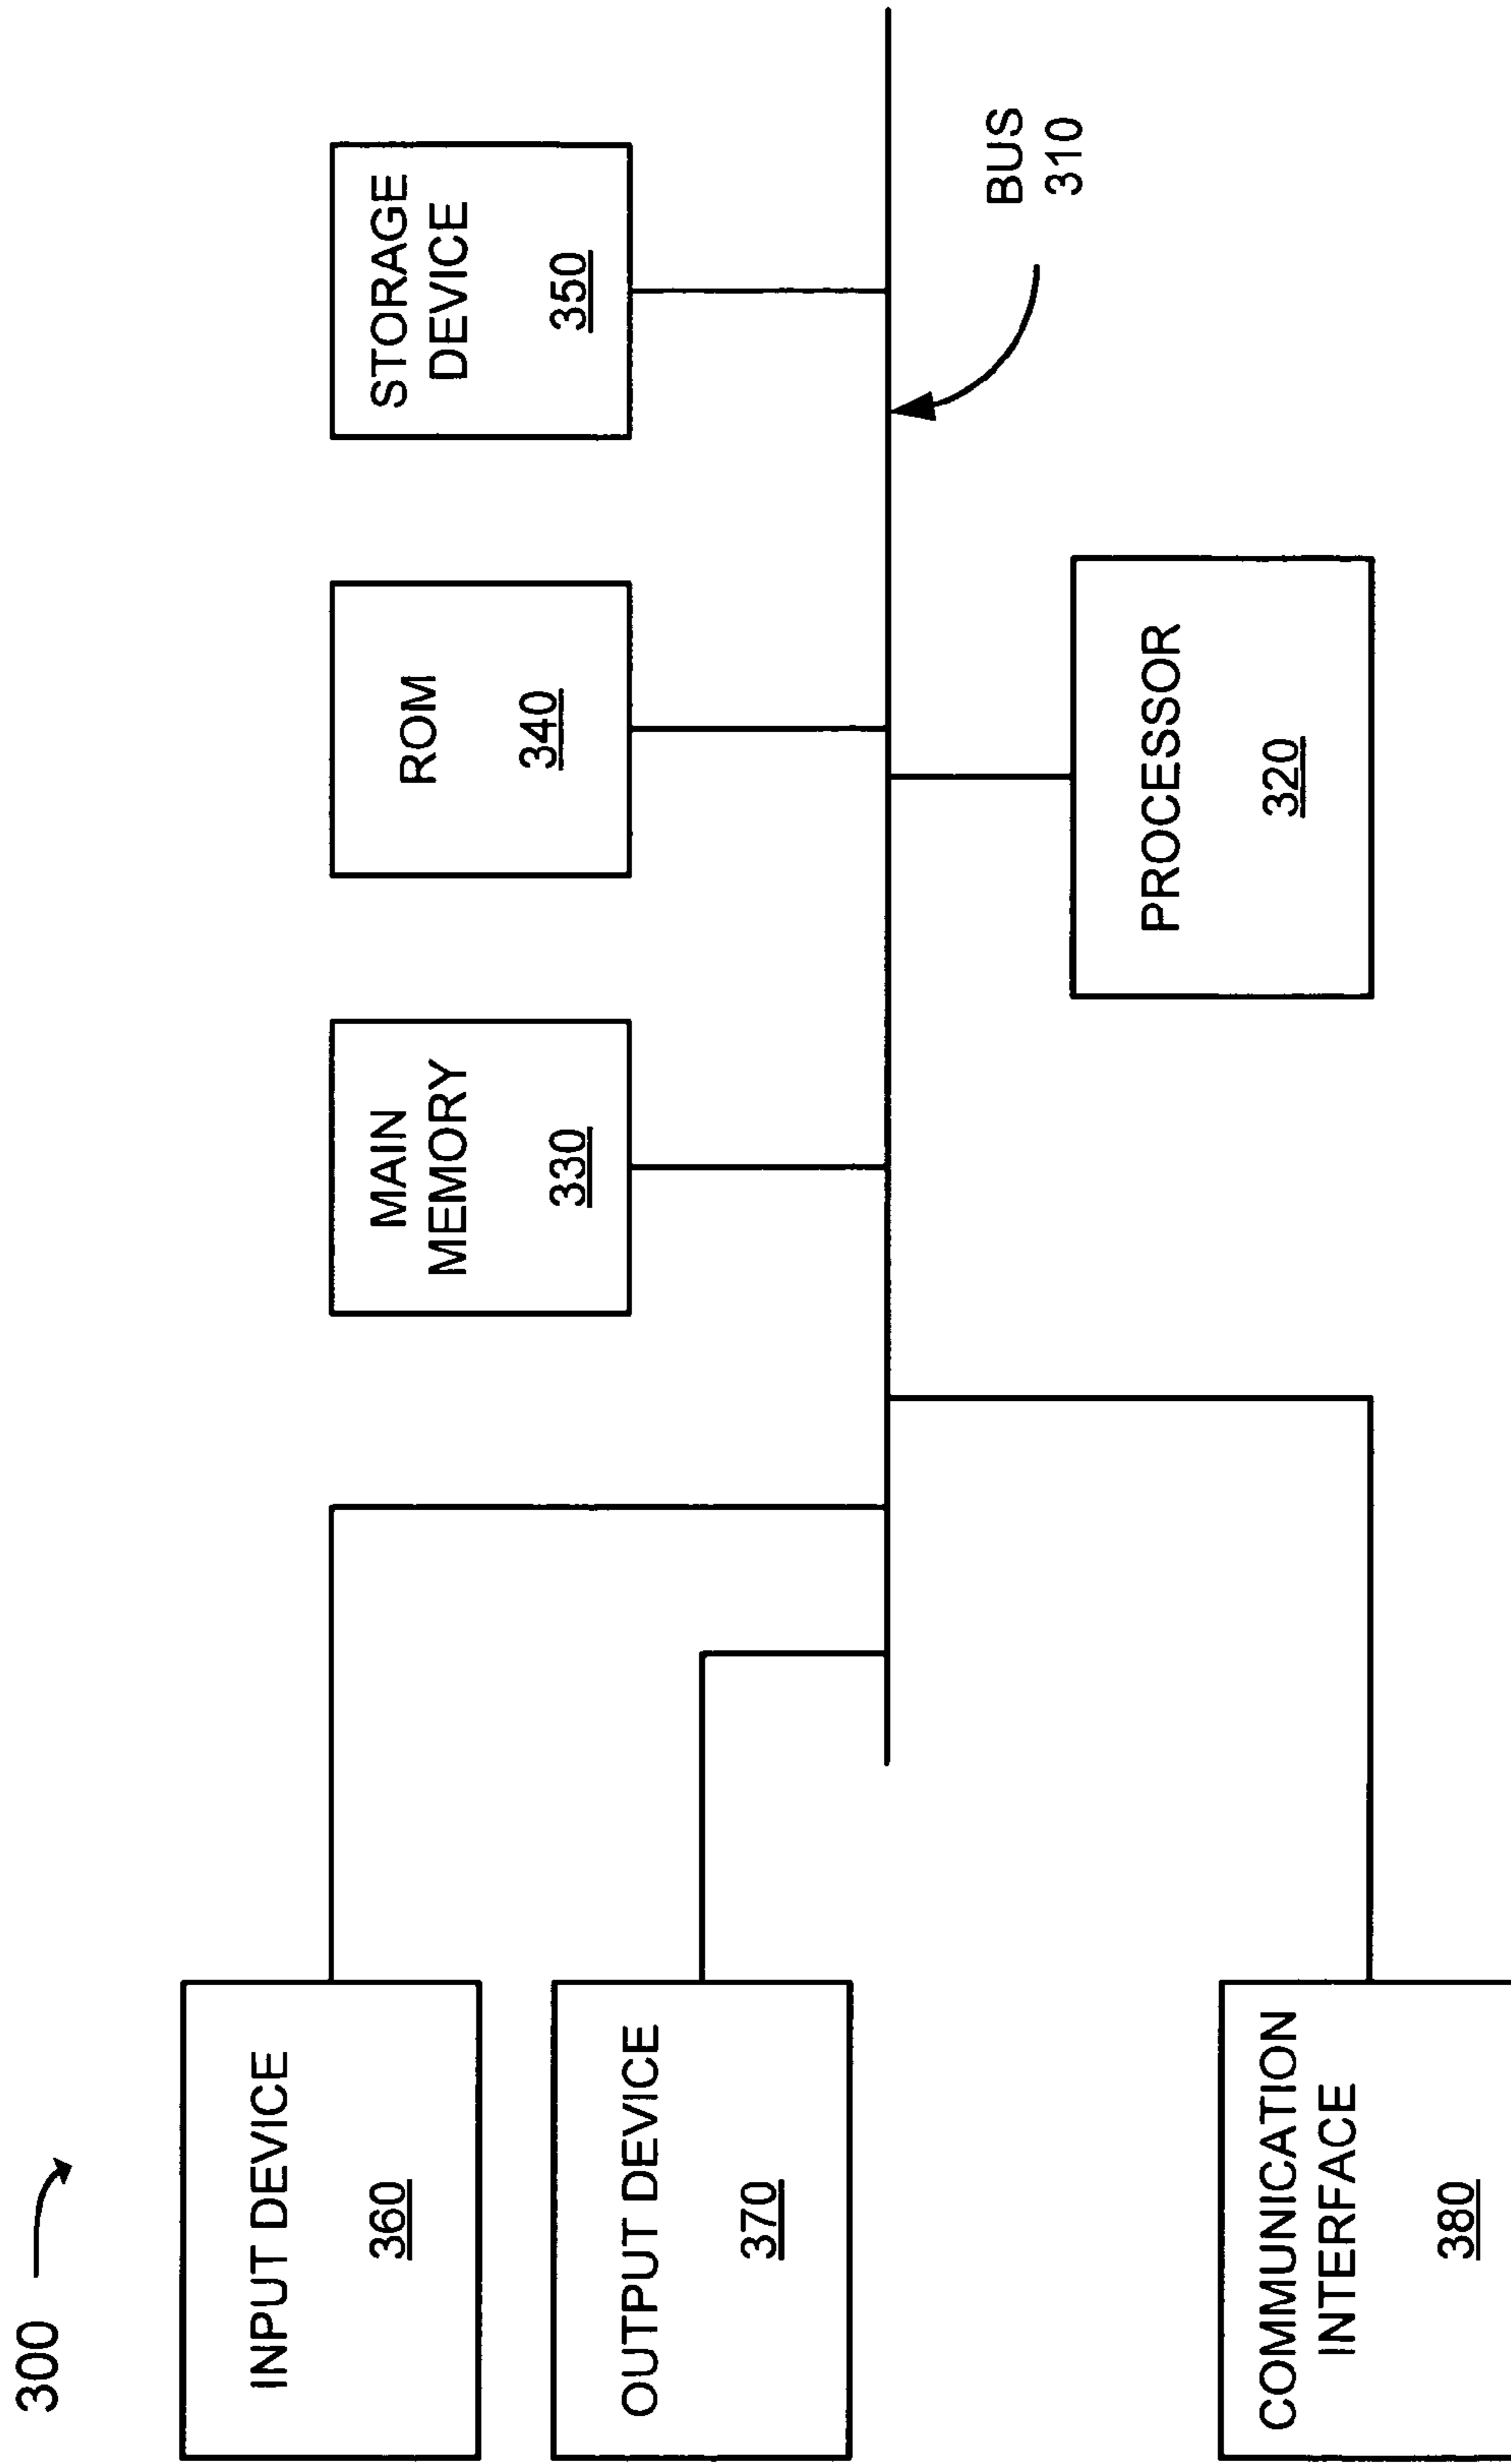 300
INPUT DEVICE
360
OUTPUT DEVICE
370
COMMUNICATION
INTERFACE
380
MAIN
MEMORY
330
ROM
340
STORAGE
DEVICE
350
BUS
310
PROCESSOR
320